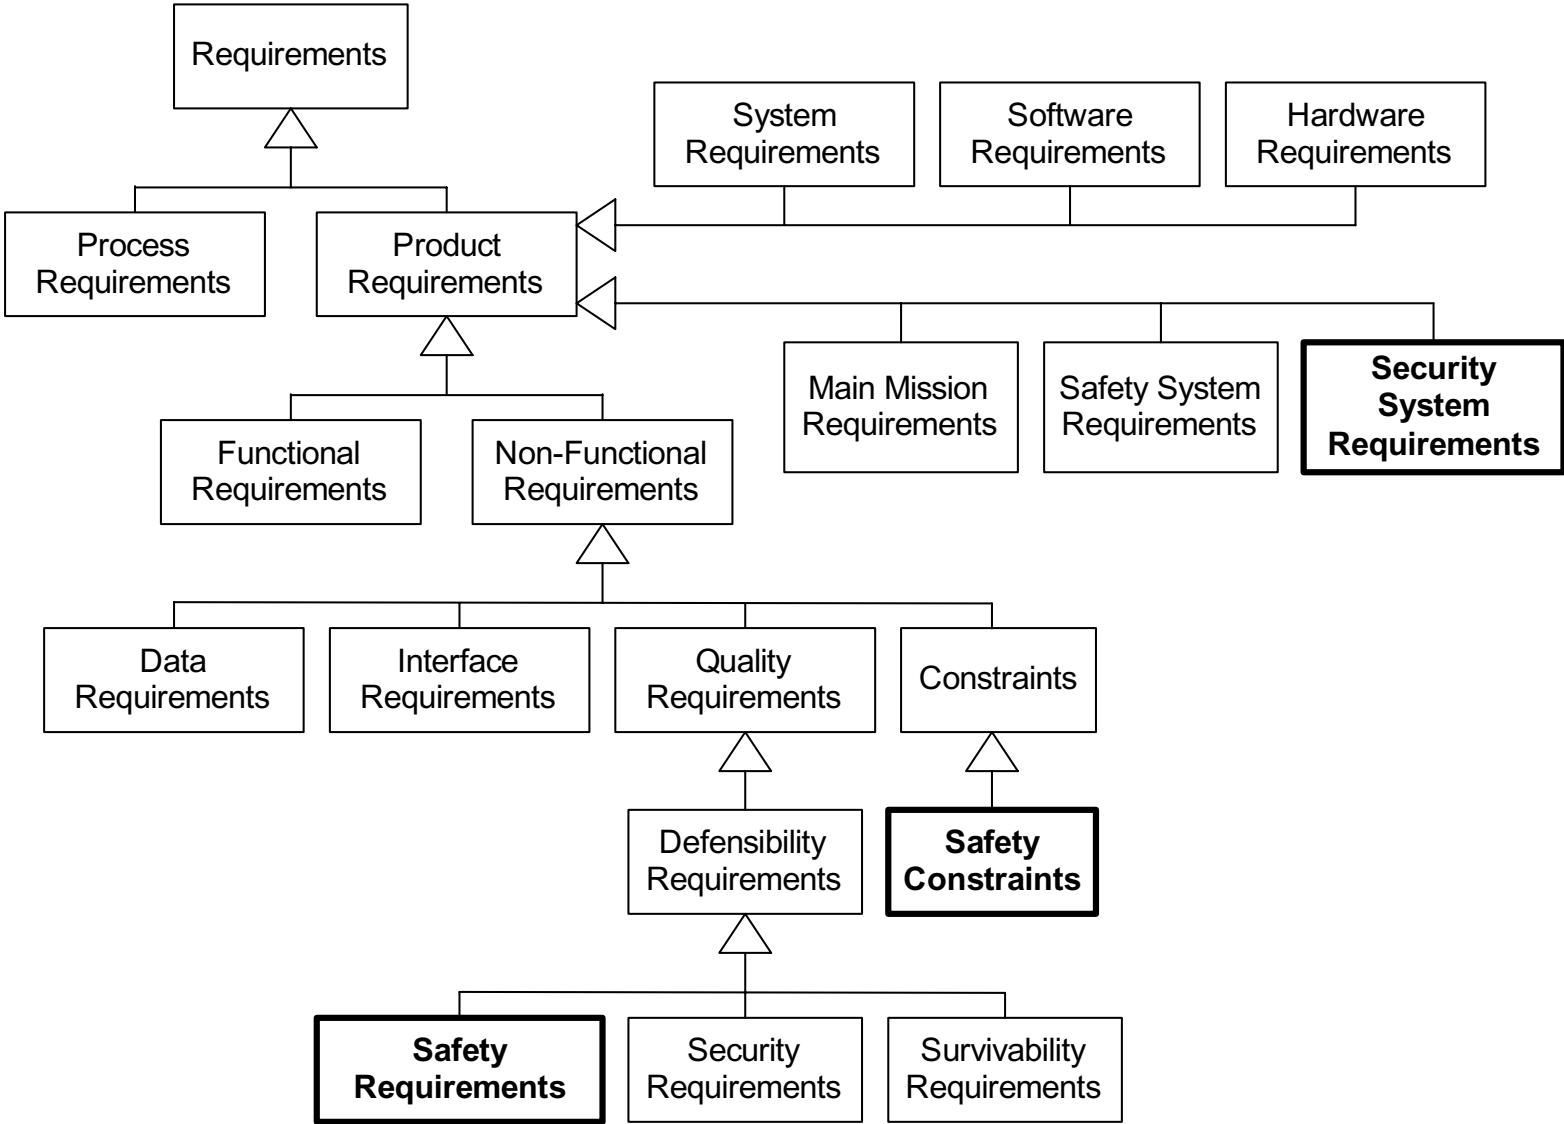 Requirements
System
Requirements
Software
Requirements
Hardware
Requirements
Process
Requirements
Product
Requirements
Main Mission
Requirements
Safety System
Requirements
Security
System
Requirements
Functional
Requirements
Non-Functional
Requirements
Data
Requirements
Interface
Requirements
Quality
Requirements
Constraints
Defensibility
Requirements
Safety
Constraints
Safety
Requirements
Security
Requirements
Survivability
Requirements